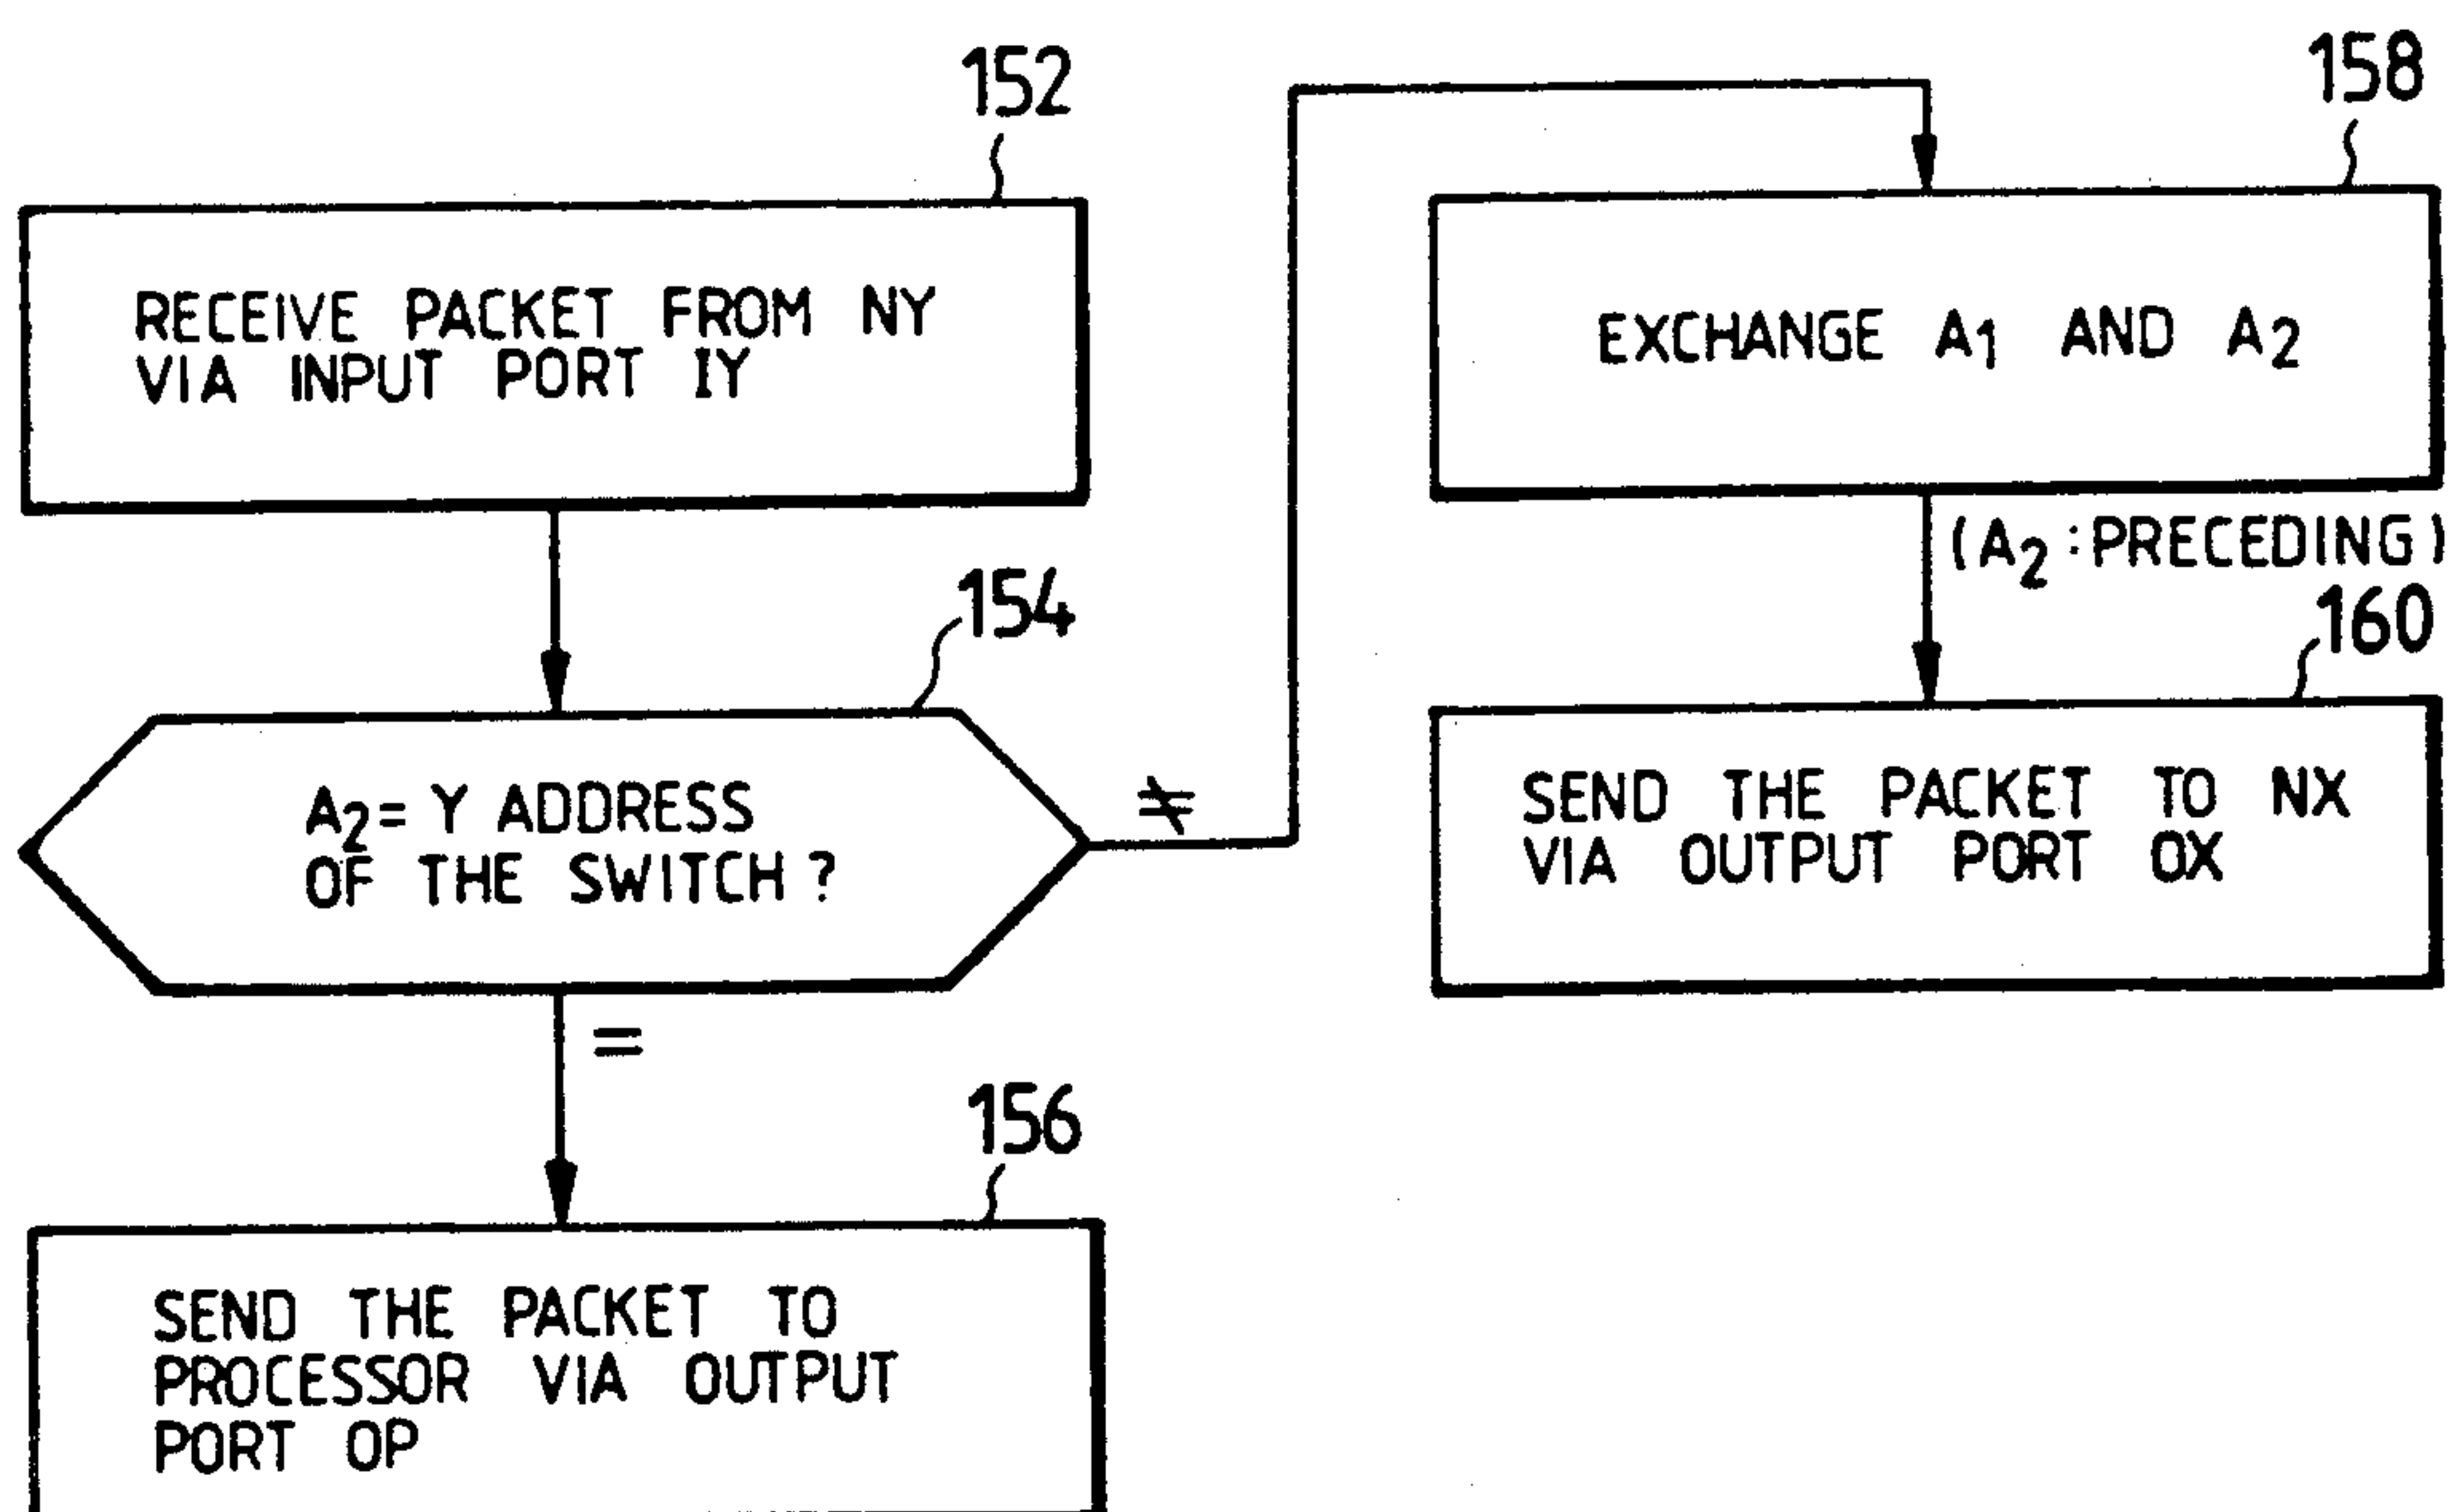 152
RECEIVE PACKET FROM NY
VIA INPUT PORT IY
154
A2= Y ADDRESS
OF THE SWITCH ?
≠
=
156
SEND THE PACKET TO
PROCESSOR VIA OUTPUT
PORT OP
158
EXCHANGE A1 AND A2
(A2 :PRECEDING)
160
SEND THE PACKET TO NX
VIA OUTPUT PORT OX